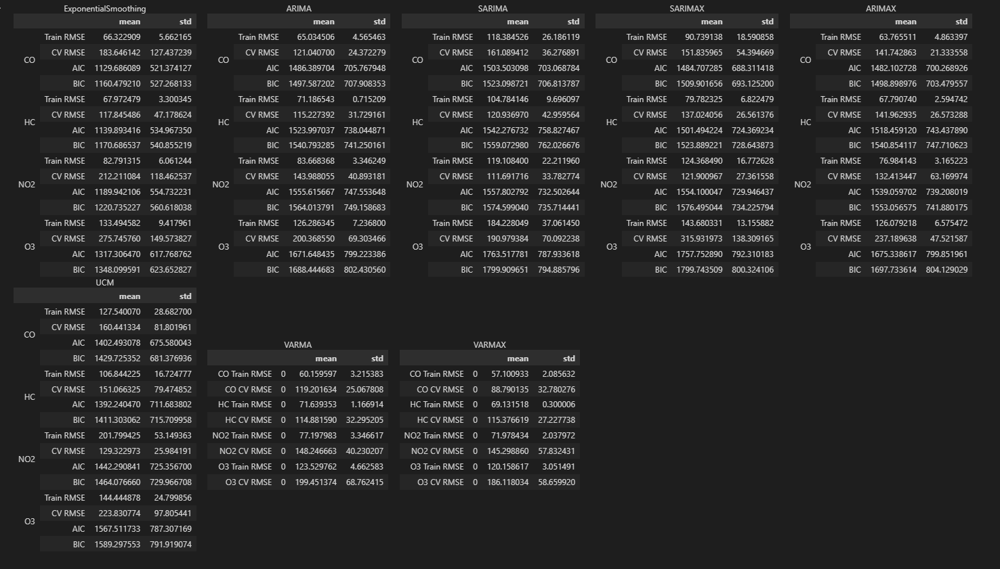 ExponentialSmoothing
mean std
CO Train RMSE 66.322909 5.662165
CV RMSE 183.646142 127.437239
AIC 1129.686089 521.374127
BIC 1160.479210 527.268133
HC Train RMSE 67.972479 3.300345
CV RMSE 117.845486 47.178624
AIC 1139.893416 534.967350
BIC 1170.686537 540.855219
NO2 Train RMSE 82.791315 6.061244
CV RMSE 212.211084 118.462537
AIC 1189.942106 554.732231
BIC 1220.735227 560.618038
O3 Train RMSE 133.494582 9.417961
CV RMSE 275.745760 149.573827
AIC 1317.306470 617.768762
BIC 1348.099591 623.652827
ARIMA
mean std
CO Train RMSE 65.034506 4.565463
CV RMSE 121.040700 24.372279
AIC 1486.389704 705.767948
BIC 1497.587202 707.908353
HC Train RMSE 71.186543 0.715209
CV RMSE 115.227392 31.729161
AIC 1523.997037 738.044871
BIC 1540.793285 741.250161
NO2 Train RMSE 83.668368 3.346249
CV RMSE 143.988055 40.893181
AIC 1555.615667 747.553648
BIC 1564.013791 749.158683
O3 Train RMSE 126.286345 7.236800
CV RMSE 200.368550 69.303466
AIC 1671.648435 799.223386
BIC 1688.444683 802.430560
SARIMA
mean std
CO Train RMSE 118.384526 26.186119
CV RMSE 161.089412 36.276891
AIC 1503.503098 703.068784
BIC 1523.098721 706.813787
HC Train RMSE 104.784146 9.696097
CV RMSE 120.936970 42.959564
AIC 1542.276732 758.827467
BIC 1559.072980 762.026676
NO2 Train RMSE 119.108400 22.211960
CV RMSE 111.691716 33.782774
AIC 1557.802792 732.502644
BIC 1574.599040 735.714441
O3 Train RMSE 184.228049 37.061450
CV RMSE 190.979384 70.092238
AIC 1763.517781 787.933618
BIC 1799.909651 794.885796
SARIMAX
mean std
CO Train RMSE 90.739138 18.590858
CV RMSE 151.835965 54.394669
AIC 1484.707285 688.311418
BIC 1509.901656 693.125200
HC Train RMSE 79.782325 6.822479
CV RMSE 137.024056 26.561376
AIC 1501.494224 724.369234
BIC 1523.889221 728.643873
NO2 Train RMSE 124.368490 16.772628
CV RMSE 121.900967 27.361558
AIC 1554.100047 729.946437
BIC 1576.495044 734.225794
O3 Train RMSE 143.680331 13.155882
CV RMSE 315.931973 138.309165
AIC 1757.752890 792.310183
BIC 1799.743509 800.324106
ARIMAX
mean std
CO Train RMSE 63.765511 4.863397
CV RMSE 141.742863 21.333558
AIC 1482.102728 700.268926
BIC 1498.898976 703.479557
HC Train RMSE 67.790740 2.594742
CV RMSE 141.962935 26.573288
AIC 1518.459120 743.437890
BIC 1540.854117 747.710623
NO2 Train RMSE 76.984143 3.165223
CV RMSE 132.413447 63.169974
AIC 1539.059702 739.208019
BIC 1553.056575 741.880175
O3 Train RMSE 126.079218 6.575472
CV RMSE 237.189638 47.521587
AIC 1675.338617 799.851961
BIC 1697.733614 804.129029
UCM
mean std
CO Train RMSE 127.540070 28.682700
CV RMSE 160.441334 81.801961
AIC 1402.493078 675.580043
BIC 1429.725352 681.376936
HC Train RMSE 106.844225 16.724777
CV RMSE 151.066325 79.474852
AIC 1392.240470 711.683802
BIC 1411.303062 715.709958
NO2 Train RMSE 201.799425 53.149363
CV RMSE 129.322973 25.984191
AIC 1442.290841 725.356700
BIC 1464.076660 729.966708
O3 Train RMSE 144.444878 24.799856
CV RMSE 223.830774 97.805441
AIC 1567.511733 787.307169
BIC 1589.297553 791.919074
VARMA
mean std
CO Train RMSE 0 60.159597 3.215383
CO CV RMSE 0 119.201634 25.067808
HC Train RMSE 0 71.639353 1.166914
HC CV RMSE 0 114.881590 32.295205
NO2 Train RMSE 0 77.197983 3.346617
NO2 CV RMSE 0 148.246663 40.230207
O3 Train RMSE 0 123.529762 4.662583
O3 CV RMSE 0 199.451374 68.762415
VARMAX
mean std
CO Train RMSE 0 57.100933 2.085632
CO CV RMSE 0 88.790135 32.780276
HC Train RMSE 0 69.131518 0.300006
HC CV RMSE 0 115.376619 27.227738
NO2 Train RMSE 0 71.978434 2.037972
NO2 CV RMSE 0 145.298860 57.832431
O3 Train RMSE 0 120.158617 3.051491
O3 CV RMSE 0 186.118034 58.659920